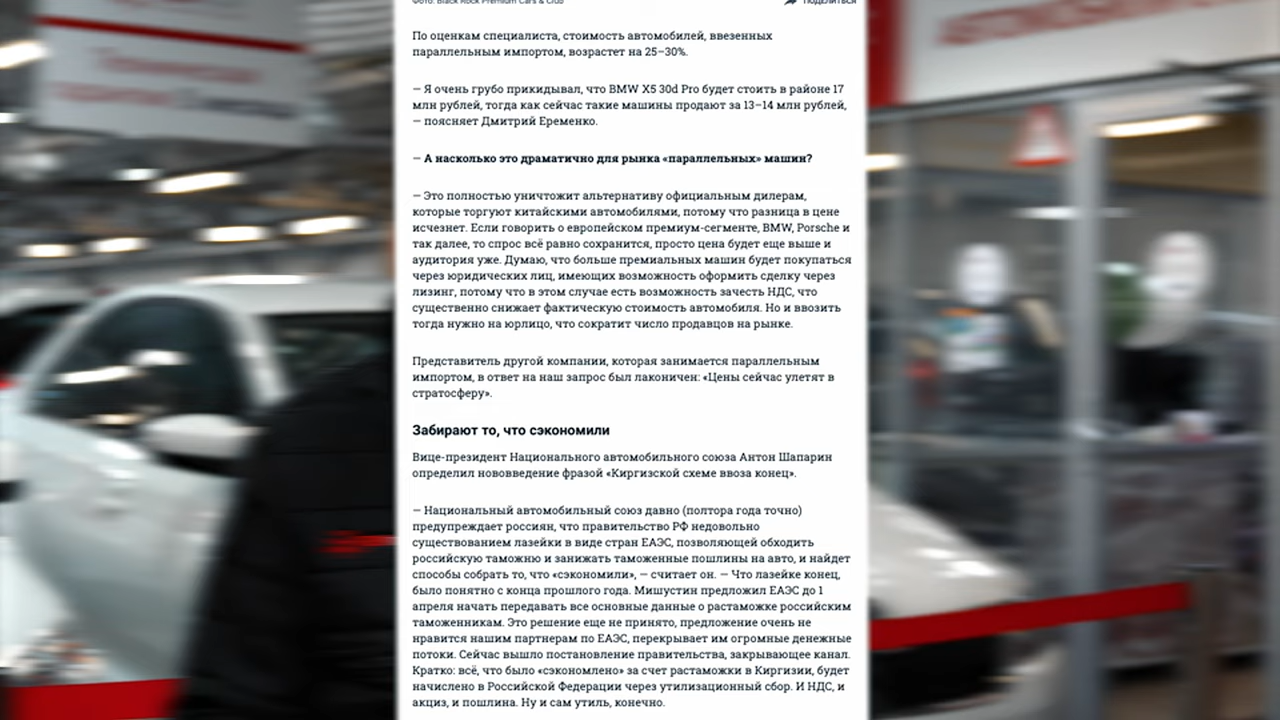 Фото: Black Rock Premium Cars & Club
ПОДЕЛИТЬСЯ
По оценкам специалиста, стоимость автомобилей, ввезенных
параллельным импортом, возрастет на 25–30%.
— Я очень грубо прикидывал, что BMW X5 30d Pro будет стоить в районе 17
млн рублей, тогда как сейчас такие машины продают за 13–14 млн рублей,
— поясняет Дмитрий Еременко.
— А насколько это драматично для рынка «параллельных» машин?
— Это полностью уничтожит альтернативу официальным дилерам,
которые торгуют китайскими автомобилями, потому что разница в цене
исчезнет. Если говорить о европейском премиум-сегменте, BMW, Porsche и
так далее, то спрос всё равно сохранится, просто цена будет еще выше и
аудитория уже. Думаю, что больше премиальных машин будет покупаться
через юридических лиц, имеющих возможность оформить сделку через
лизинг, потому что в этом случае есть возможность зачесть НДС, что
существенно снижает фактическую стоимость автомобиля. Но и ввозить
тогда нужно на юрлицо, что сократит число продавцов на рынке.
Представитель другой компании, которая занимается параллельным
импортом, в ответ на наш запрос был лаконичен: «Цены сейчас улетят в
стратосферу».
Забирают то, что сэкономили
Вице-президент Национального автомобильного союза Антон Шапарин
определил нововведение фразой «Киргизской схеме ввоза конец».
— Национальный автомобильный союз давно (полтора года точно)
предупреждает россиян, что правительство РФ недовольно
существованием лазейки в виде стран ЕАЭС, позволяющей обходить
российскую таможню и занижать таможенные пошлины на авто, и найдет
способы собрать то, что «сэкономили», — считает он. — Что лазейке конец,
было понятно с конца прошлого года. Мишустин предложил ЕАЭС до 1
апреля начать передавать все основные данные о растаможке российским
таможенникам. Это решение еще не принято, предложение очень не
нравится нашим партнерам по ЕАЭС, перекрывает им огромные денежные
потоки. Сейчас вышло постановление правительства, закрывающее канал.
Кратко: всё, что было «сэкономлено» за счет растаможки в Киргизии, будет
начислено в Российской Федерации через утилизационный сбор. И НДС, и
акциз, и пошлина. Ну и сам утиль, конечно.